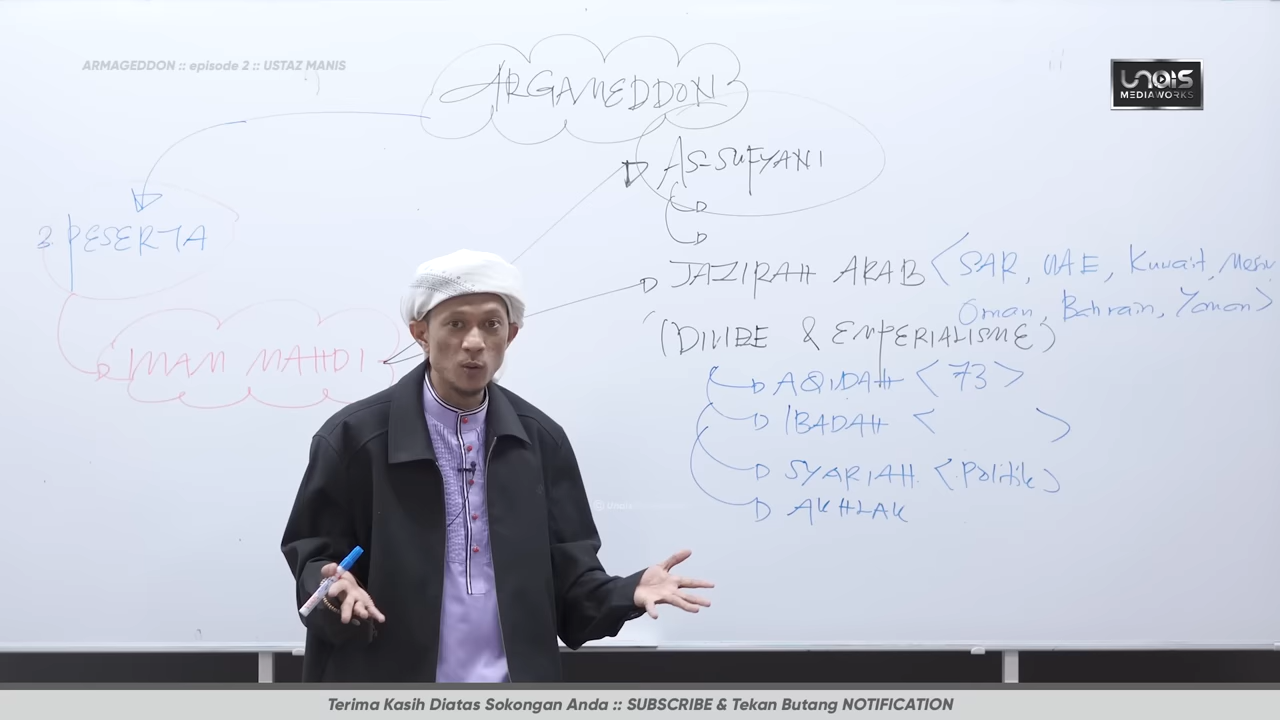 ARMAGEDDON :: episode 2 :: USTAZ MANIS
UNAIS
MEDIAWORKS
ARGAMEDDON
AS-SUFYANI
3 PESERTA
JAZIRAH ARAB < SAR, UAE, Kuwait, Mesir
Oman, Bahrain, Yaman >
(DIVIDE & EMPERIALISME)
IMAM MAHDI
AQIDAH < 73 >
IBADAH < >
SYARIAH < Politik >
AKHLAK
Terima Kasih Diatas Sokongan Anda :: SUBSCRIBE & Tekan Butang NOTIFICATION